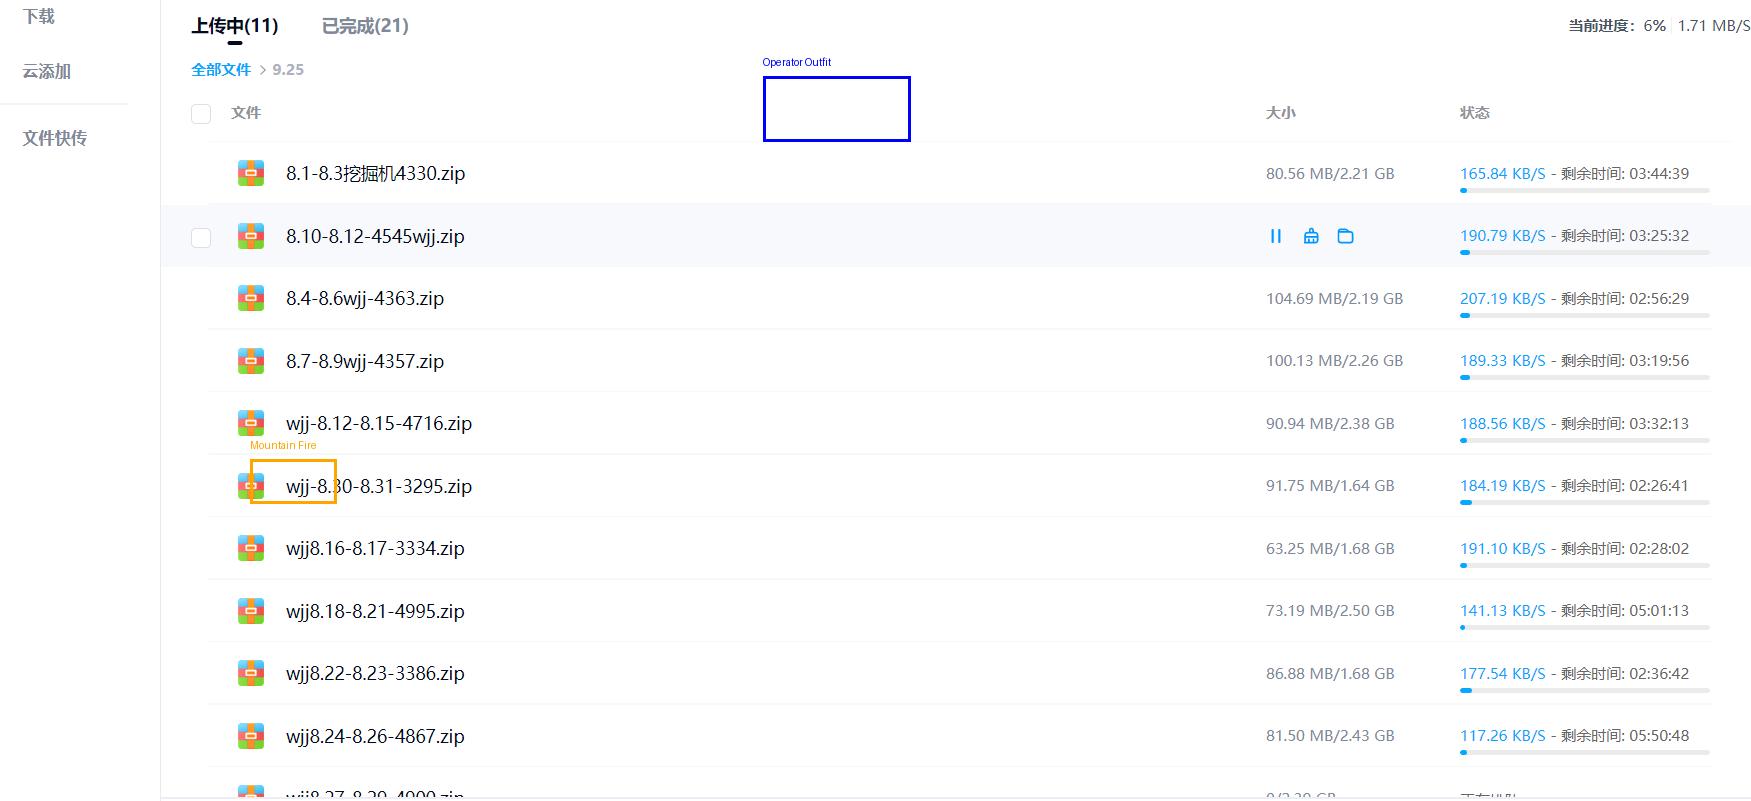 下载
云添加
文件快传
上传中(11) 已完成(21) 当前进度: 6% 1.71 MB/S
全部文件 > 9.25
Operator Outfit
文件 大小 状态
8.1-8.3挖掘机4330.zip 80.56 MB/2.21 GB 165.84 KB/S - 剩余时间: 03:44:39
8.10-8.12-4545wjj.zip 190.79 KB/S - 剩余时间: 03:25:32
8.4-8.6wjj-4363.zip 104.69 MB/2.19 GB 207.19 KB/S - 剩余时间: 02:56:29
8.7-8.9wjj-4357.zip 100.13 MB/2.26 GB 189.33 KB/S - 剩余时间: 03:19:56
wjj-8.12-8.15-4716.zip 90.94 MB/2.38 GB 188.56 KB/S - 剩余时间: 03:32:13
Mountain Fire
wjj-8.30-8.31-3295.zip 91.75 MB/1.64 GB 184.19 KB/S - 剩余时间: 02:26:41
wjj8.16-8.17-3334.zip 63.25 MB/1.68 GB 191.10 KB/S - 剩余时间: 02:28:02
wjj8.18-8.21-4995.zip 73.19 MB/2.50 GB 141.13 KB/S - 剩余时间: 05:01:13
wjj8.22-8.23-3386.zip 86.88 MB/1.68 GB 177.54 KB/S - 剩余时间: 02:36:42
wjj8.24-8.26-4867.zip 81.50 MB/2.43 GB 117.26 KB/S - 剩余时间: 05:50:48